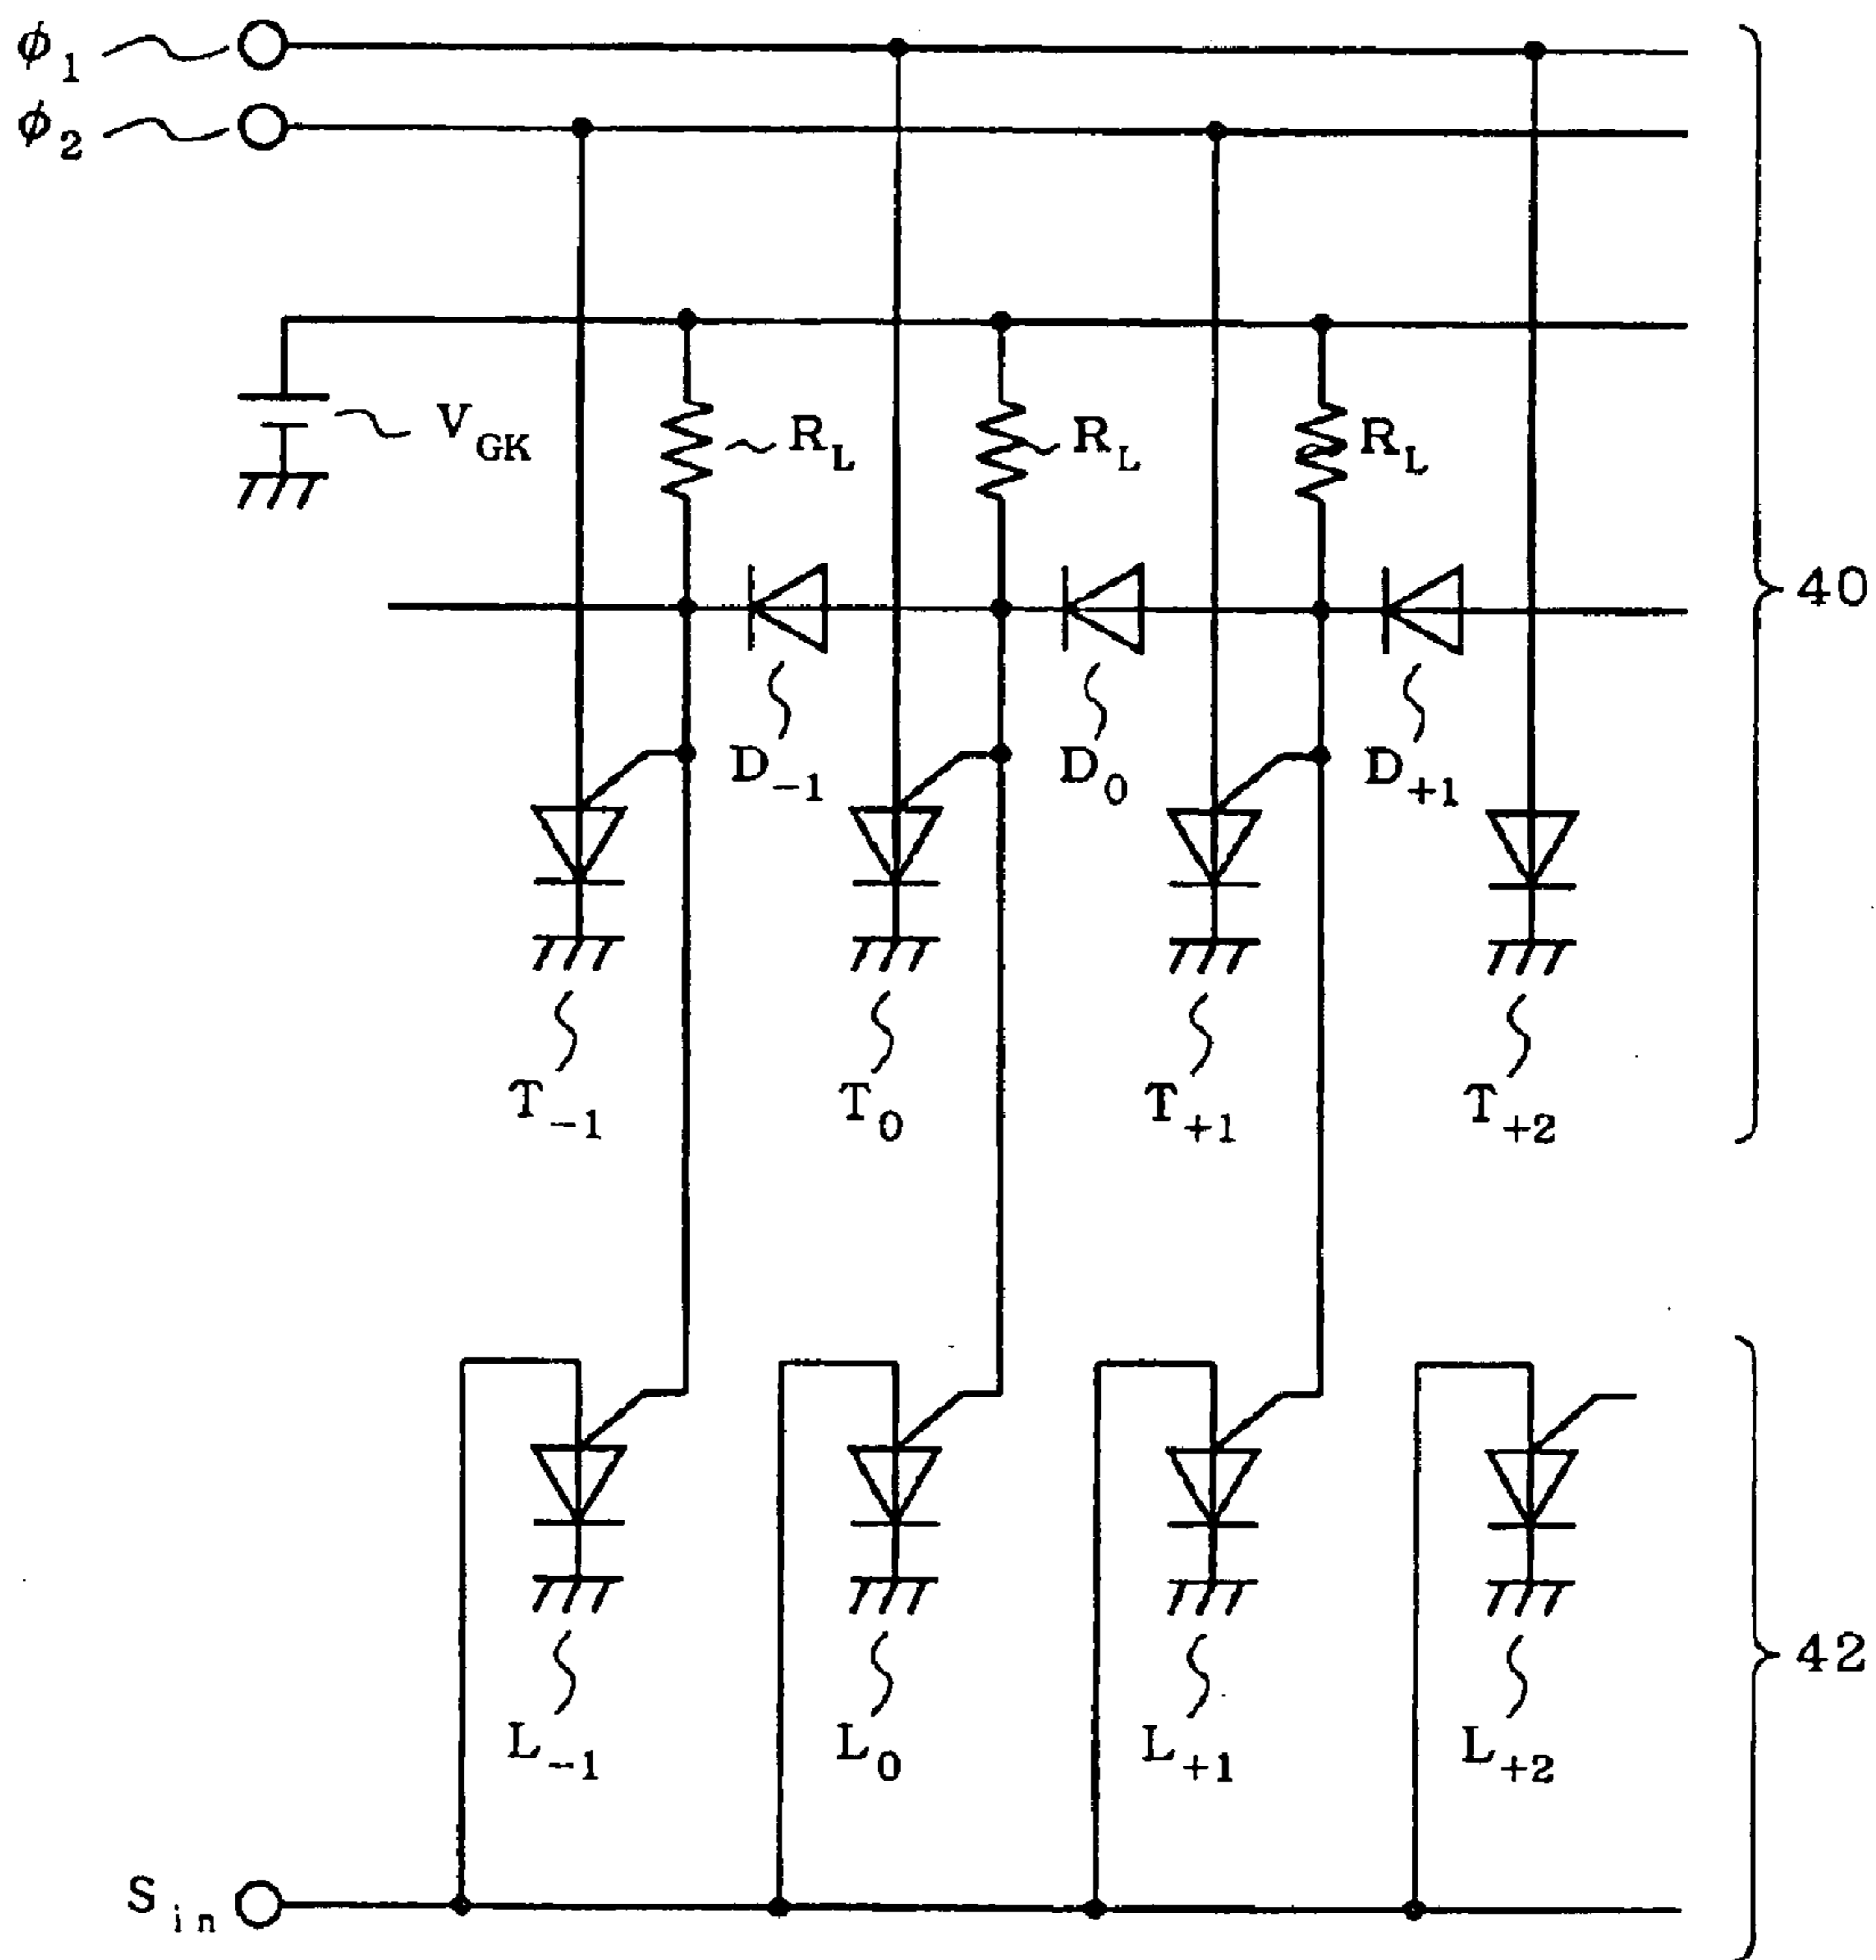 ϕ1
ϕ2
VGK
RL RL RL
40
D−1 D0 D+1
T−1 T0 T+1 T+2
42
L−1 L0 L+1 L+2
Sin